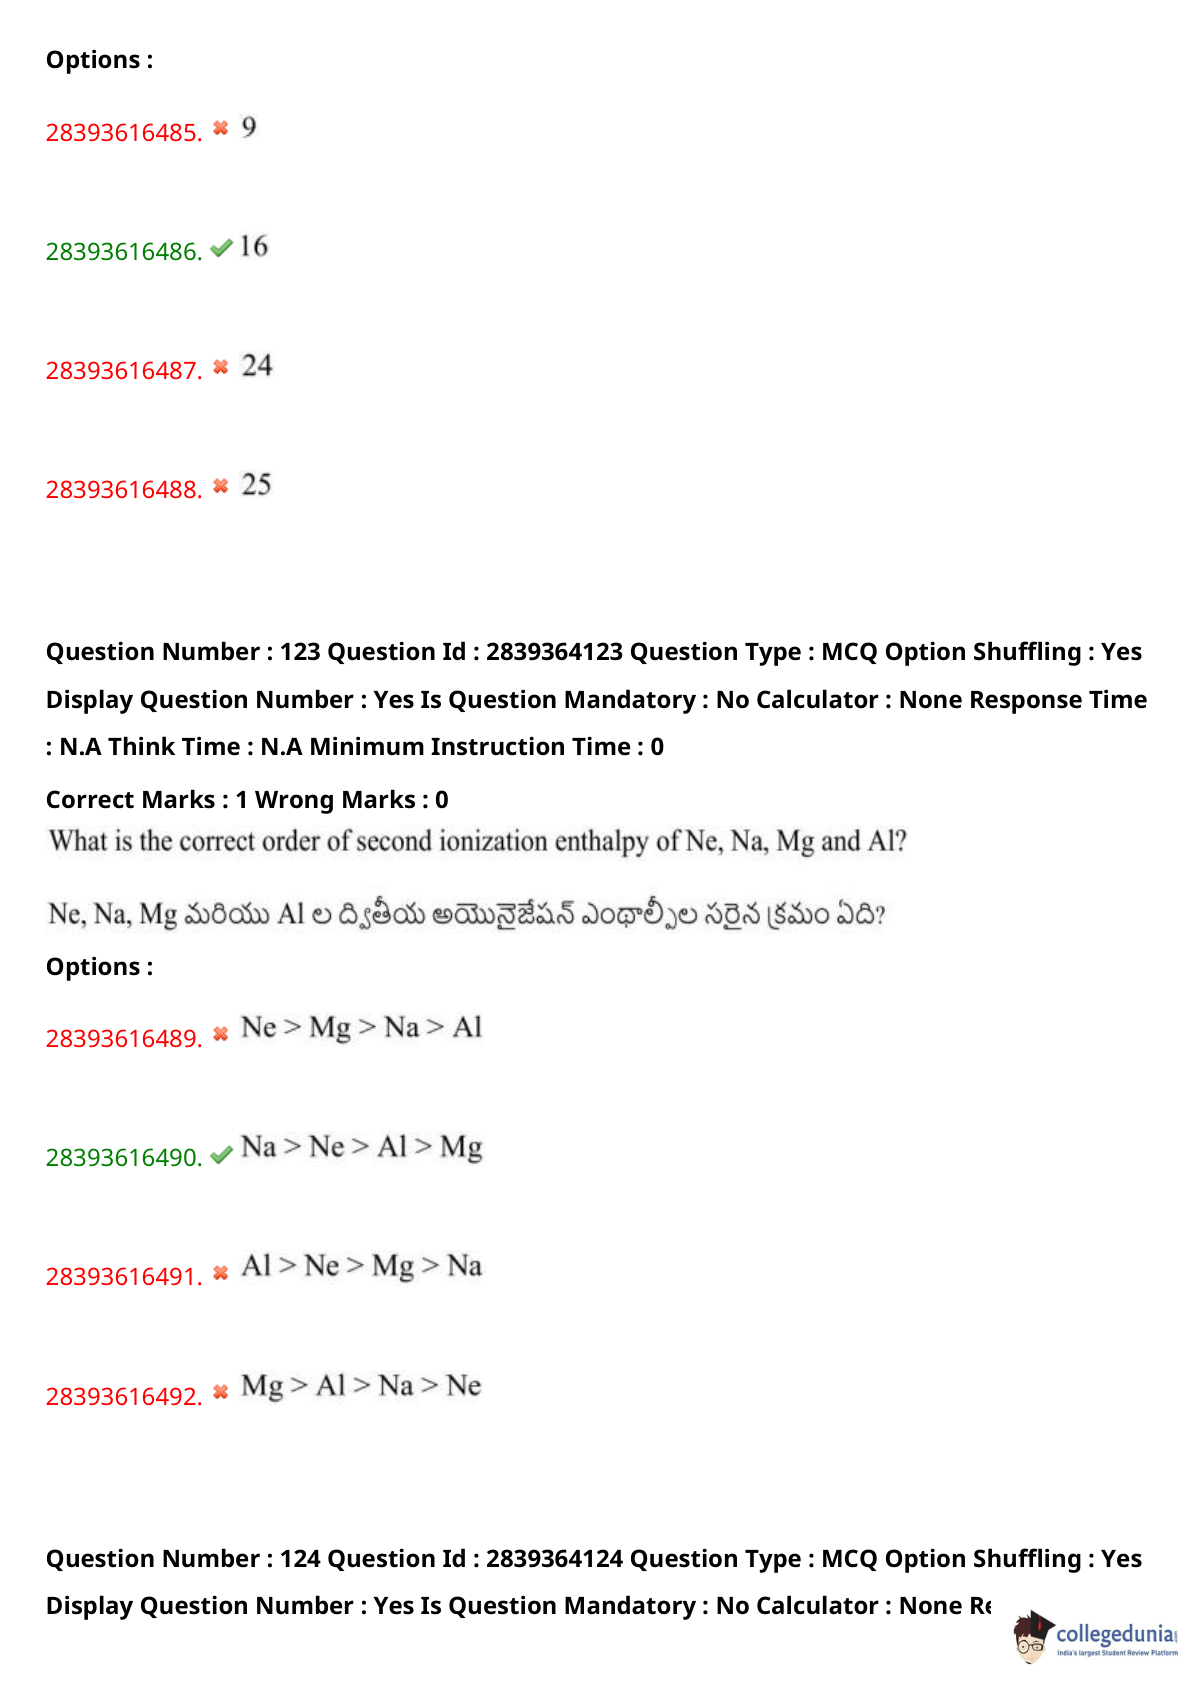 Options :
28393616485. 9
28393616486. 16
28393616487. 24
28393616488. 25
Question Number : 123 Question Id : 2839364123 Question Type : MCQ Option Shuffling : Yes
Display Question Number : Yes Is Question Mandatory : No Calculator : None Response Time
: N.A Think Time : N.A Minimum Instruction Time : 0
Correct Marks : 1 Wrong Marks : 0
What is the correct order of second ionization enthalpy of Ne, Na, Mg and Al?
Ne, Na, Mg మరియు Al ల ద్వితీయ అయొనైజేషన్ ఎంథాల్పీల సరైన క్రమం ఏది?
Options :
28393616489. Ne > Mg > Na > Al
28393616490. Na > Ne > Al > Mg
28393616491. Al > Ne > Mg > Na
28393616492. Mg > Al > Na > Ne
Question Number : 124 Question Id : 2839364124 Question Type : MCQ Option Shuffling : Yes
Display Question Number : Yes Is Question Mandatory : No Calculator : None Re
collegedunia
India's largest Student Review Platform